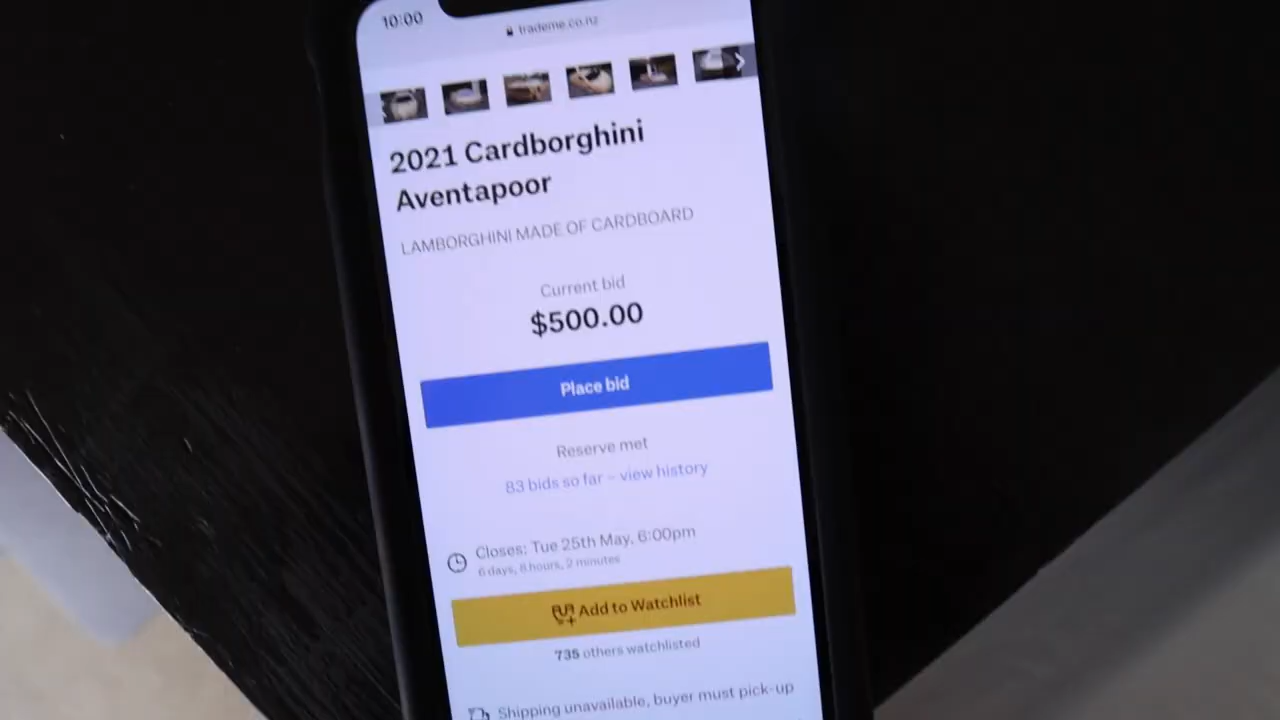 10:00
trademe.co.nz
2021 Cardborghini
Aventapoor
LAMBORGHINI MADE OF CARDBOARD
Current bid
$500.00
Place bid
Reserve met
83 bids so far – view history
Closes: Tue 25th May, 6:00pm
6 days, 8 hours, 2 minutes
Add to Watchlist
735 others watchlisted
Shipping unavailable, buyer must pick-up